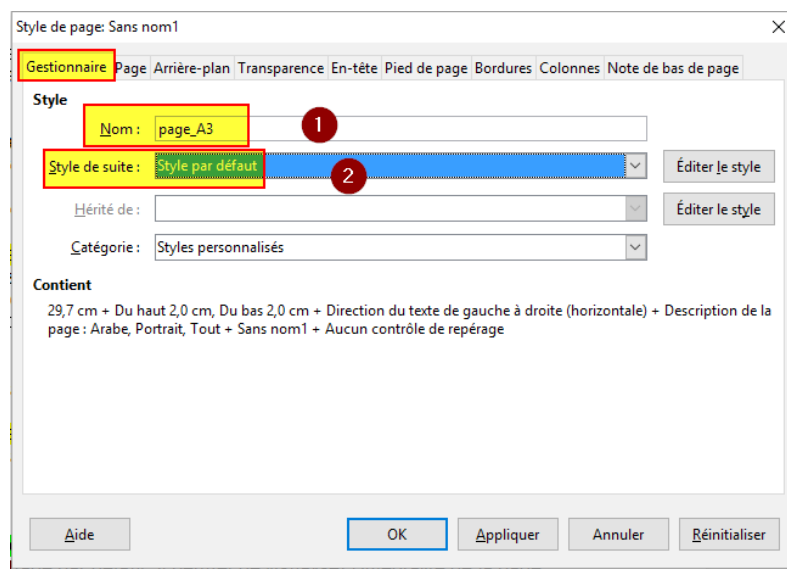 Style de page: Sans nom1
Gestionnaire Page Arrière-plan Transparence En-tête Pied de page Bordures Colonnes Note de bas de page
Style
Nom : page_A3 1
Style de suite : Style par défaut 2 Éditer le style
Hérité de : Éditer le style
Catégorie : Styles personnalisés
Contient
29,7 cm + Du haut 2,0 cm, Du bas 2,0 cm + Direction du texte de gauche à droite (horizontale) + Description de la
page : Arabe, Portrait, Tout + Sans nom1 + Aucun contrôle de repérage
Aide OK Appliquer Annuler Réinitialiser